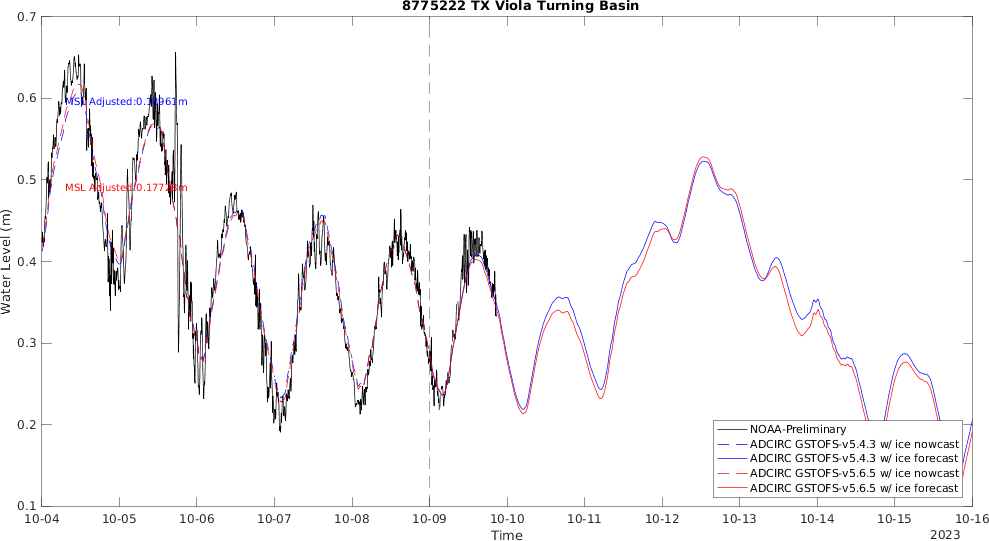 8775222 TX Viola Turning Basin
0.7
0.6
0.5
0.4
0.3
0.2
0.1
Water Level (m)
MSL Adjusted:
MSL Adjusted:
10-04 10-05 10-06 10-07 10-08 10-09 10-10 10-11 10-12 10-13 10-14 10-15 10-16
Time
2023
NOAA-Preliminary
ADCIRC GSTOFS-v5.4.3 w/ ice nowcast
ADCIRC GSTOFS-v5.4.3 w/ ice forecast
ADCIRC GSTOFS-v5.6.5 w/ ice nowcast
ADCIRC GSTOFS-v5.6.5 w/ ice forecast